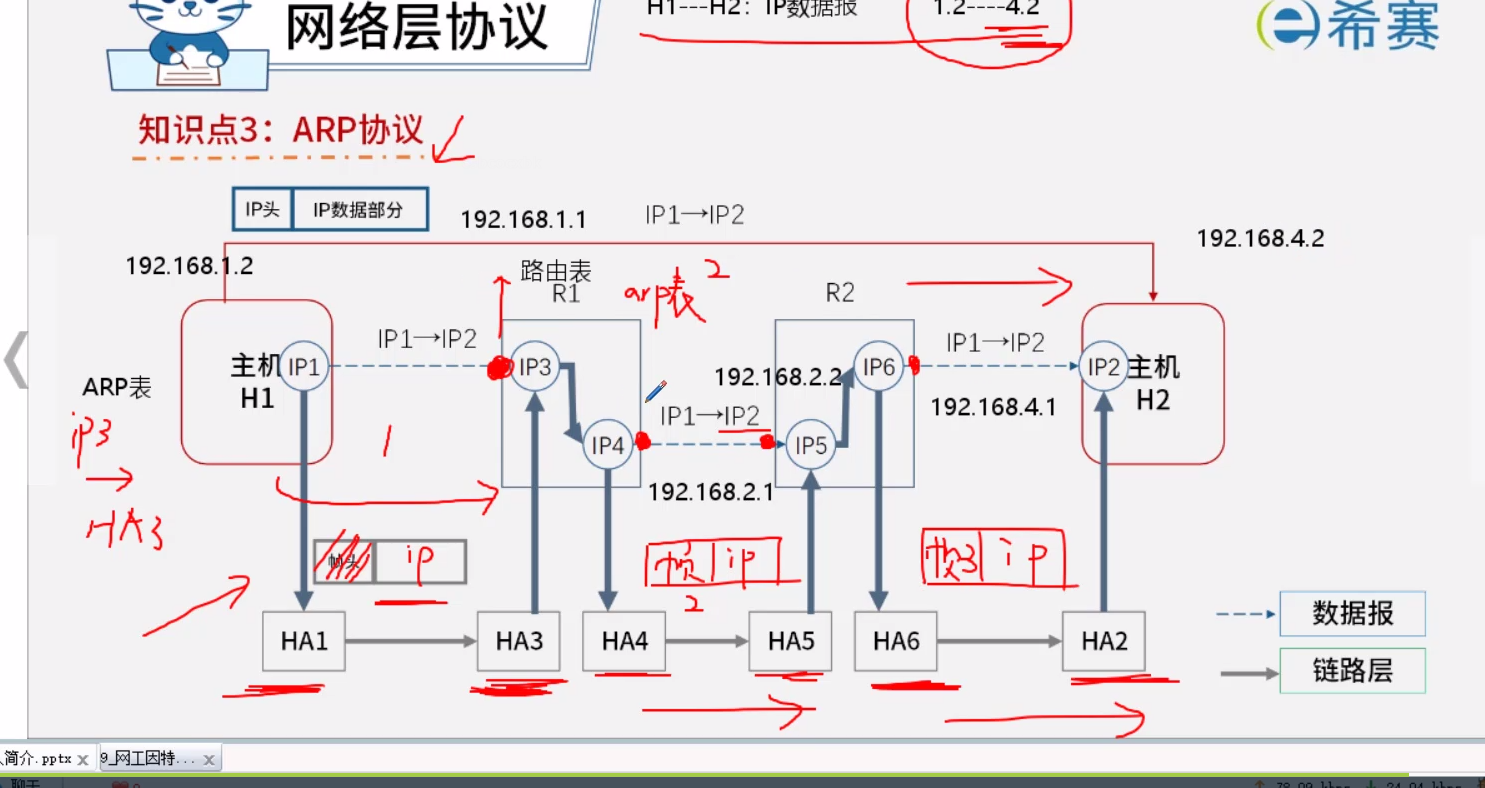 H1---H2：IP数据报
1.2----4.2
网络层协议
希赛
知识点3：ARP协议
IP头
IP数据部分
192.168.1.1
IP1→IP2
192.168.4.2
192.168.1.2
路由表
R1
arp表
2
R2
IP1→IP2
IP1→IP2
主机
H1
IP1
IP3
IP6
IP2
主机
H2
ARP表
ip3
→
HA3
1
192.168.2.2
192.168.4.1
IP1→IP2
IP4
IP5
192.168.2.1
帧头
ip
帧
ip
2
帧3
ip
HA1
HA3
HA4
HA5
HA6
HA2
数据报
链路层
简介.pptx
9_网工因特...